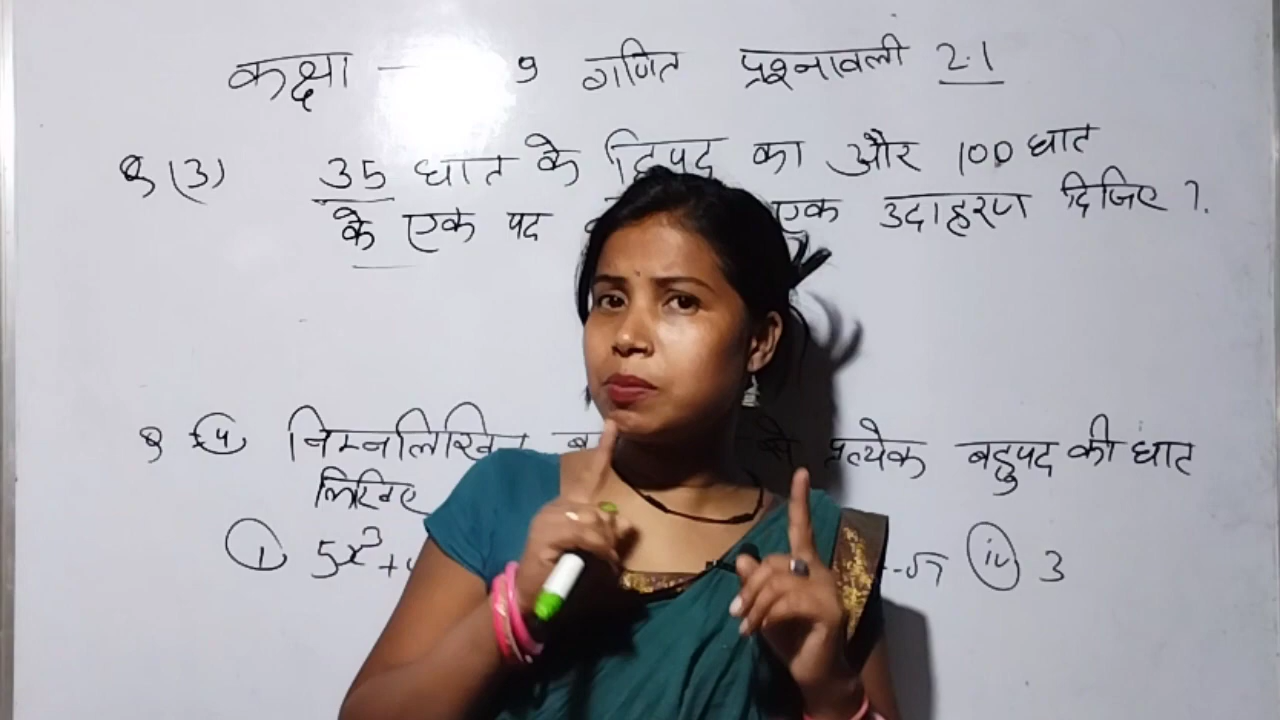 कक्षा - 9 गणित प्रश्नावली 2.1
Q (3) 35 घात के द्विपद का और 100 घात
के एक पद एक उदाहरण दिजिए ?
Q 4 निम्नलिखित से प्रत्येक बहुपद की घात
लिखिए
(i) 5x³+ -√7 (iv) 3